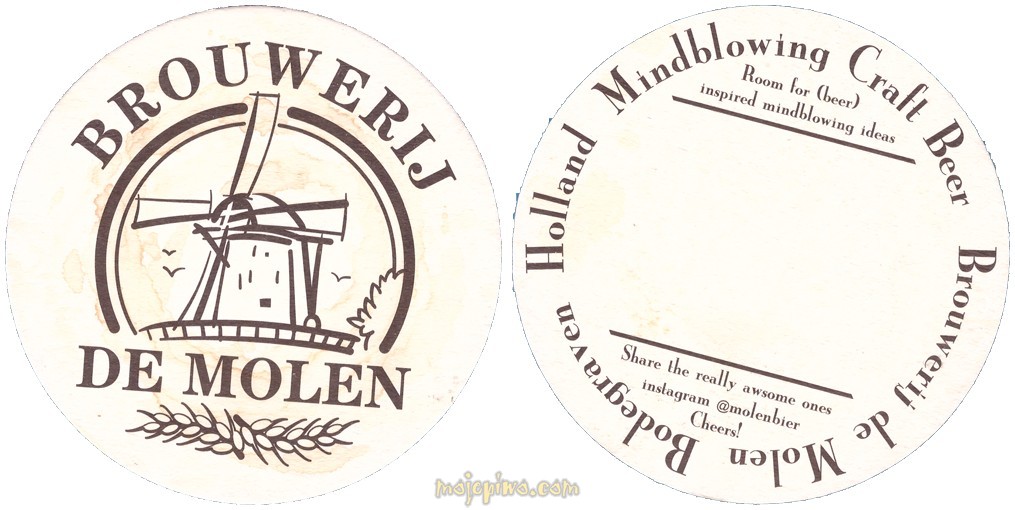 BROUWERIJ
DE MOLEN
Mindblowing Craft Beer
Room for (beer)
inspired mindblowing ideas
Share the really awsome ones
instagram @molenbier
Cheers!
Brouwerij de Molen Bodegraven Holland
mojepiwa.com